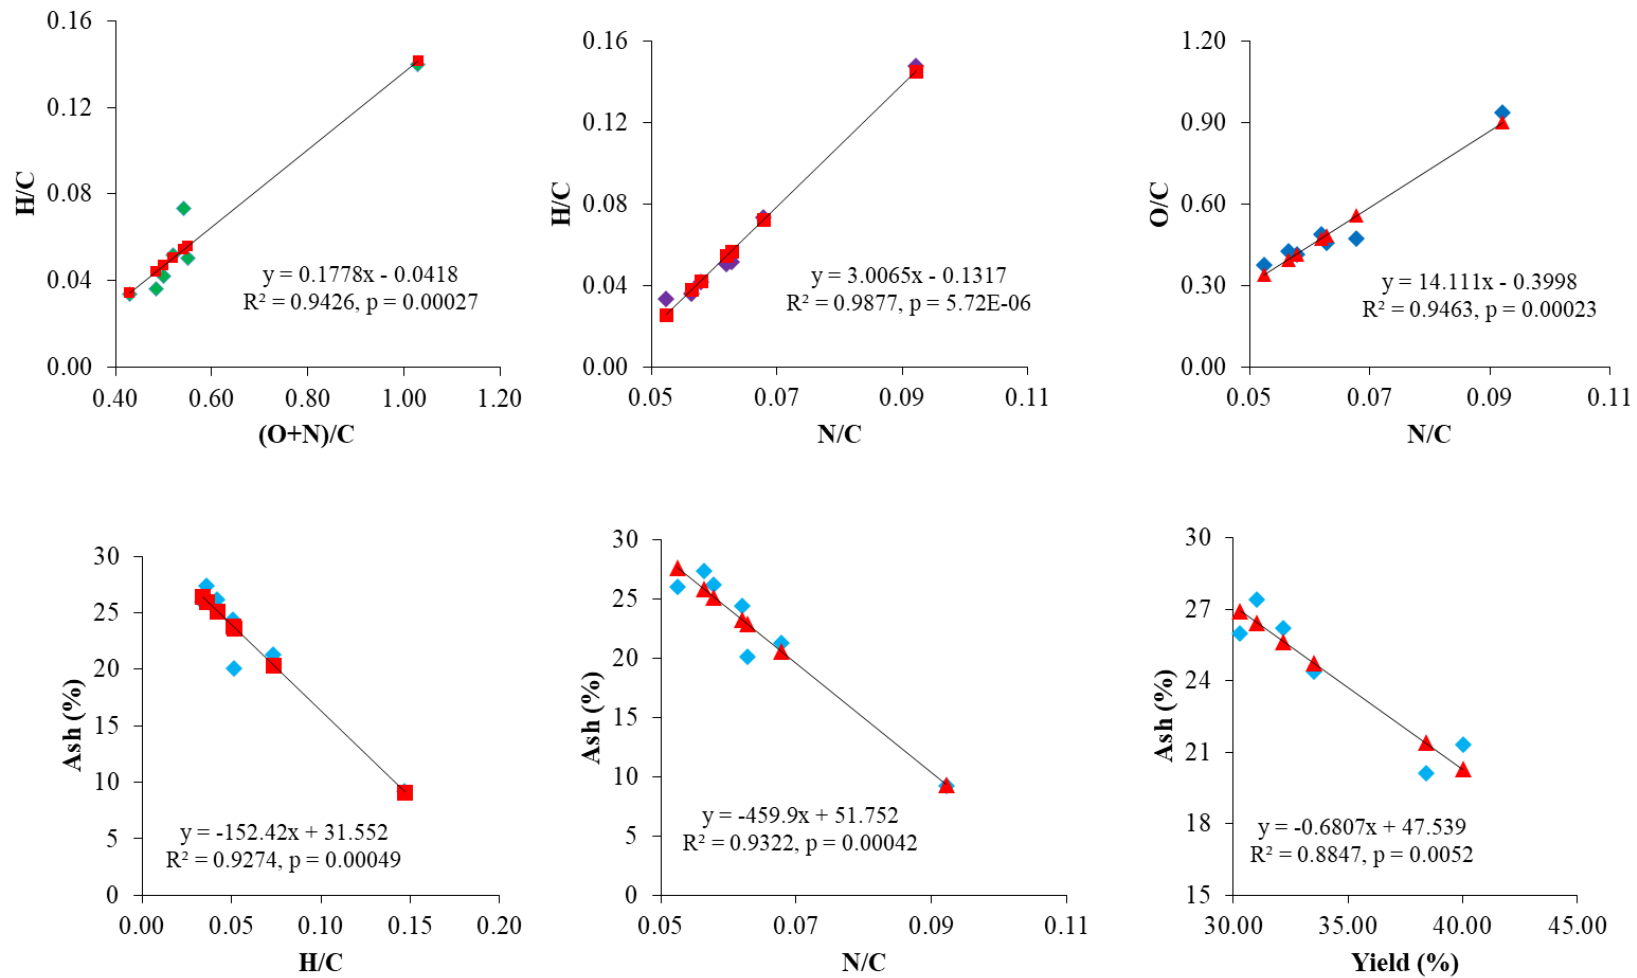 0.16
0.12
0.08
0.04
0.00
H/C
0.40 0.60 0.80 1.00 1.20
(O+N)/C
y = 0.1778x - 0.0418
R² = 0.9426, p = 0.00027
0.16
0.12
0.08
0.04
0.00
H/C
0.05 0.07 0.09 0.11
N/C
y = 3.0065x - 0.1317
R² = 0.9877, p = 5.72E-06
1.20
0.90
0.60
0.30
0.00
O/C
0.05 0.07 0.09 0.11
N/C
y = 14.111x - 0.3998
R² = 0.9463, p = 0.00023
30
25
20
15
10
5
0
Ash (%)
0.00 0.05 0.10 0.15 0.20
H/C
y = -152.42x + 31.552
R² = 0.9274, p = 0.00049
30
25
20
15
10
5
0
Ash (%)
0.05 0.07 0.09 0.11
N/C
y = -459.9x + 51.752
R² = 0.9322, p = 0.00042
30
27
24
21
18
15
Ash (%)
30.00 35.00 40.00 45.00
Yield (%)
y = -0.6807x + 47.539
R² = 0.8847, p = 0.0052